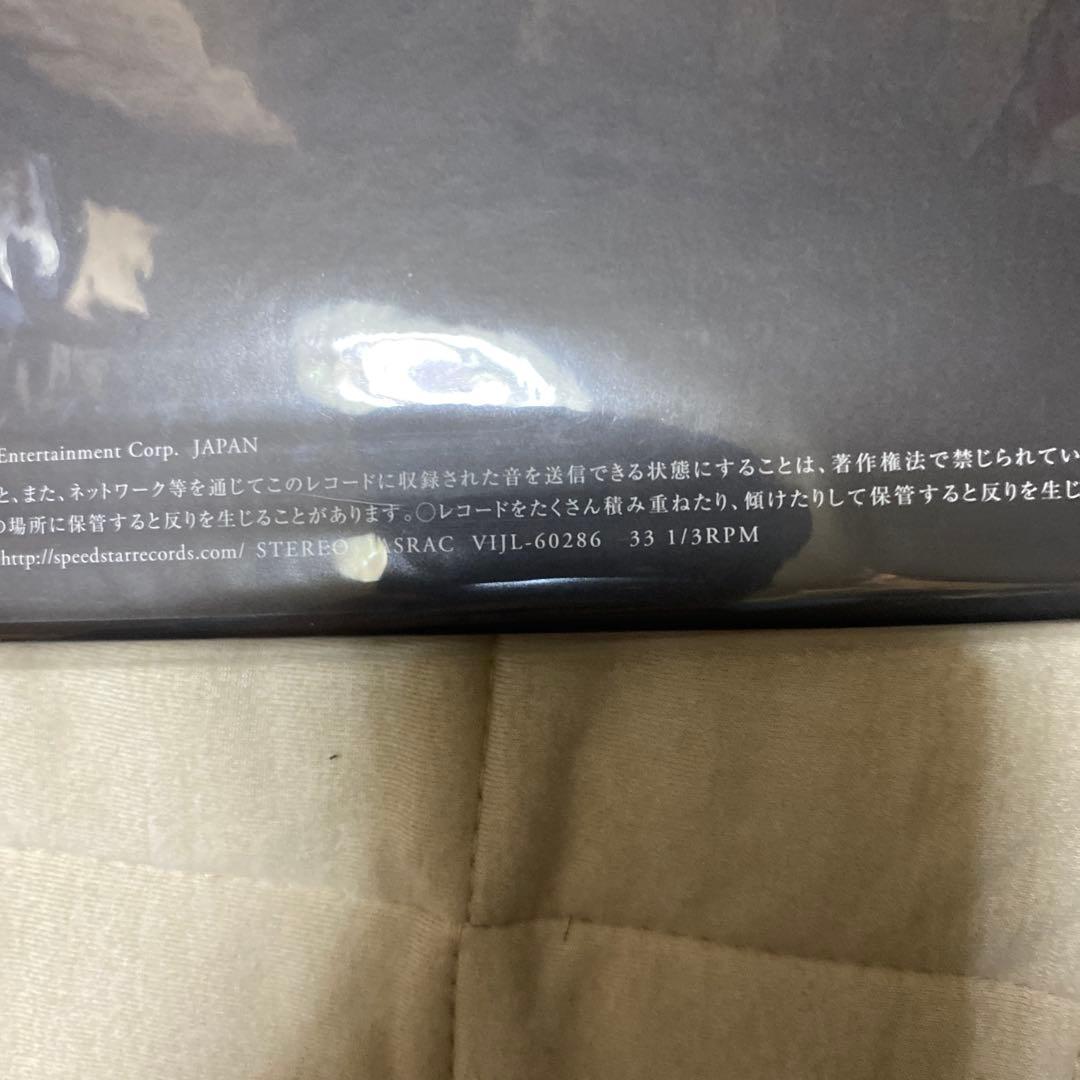 Entertainment Corp. JAPAN
と、また、ネットワーク等を通じてこのレコードに収録された音を送信できる状態にすることは、著作権法で禁じられてい
の場所に保管すると反りを生じることがあります。○レコードをたくさん積み重ねたり、傾けたりして保管すると反りを生じ
http://speedstarrecords.com/ STEREO JASRAC VIJL-60286 33 1/3RPM